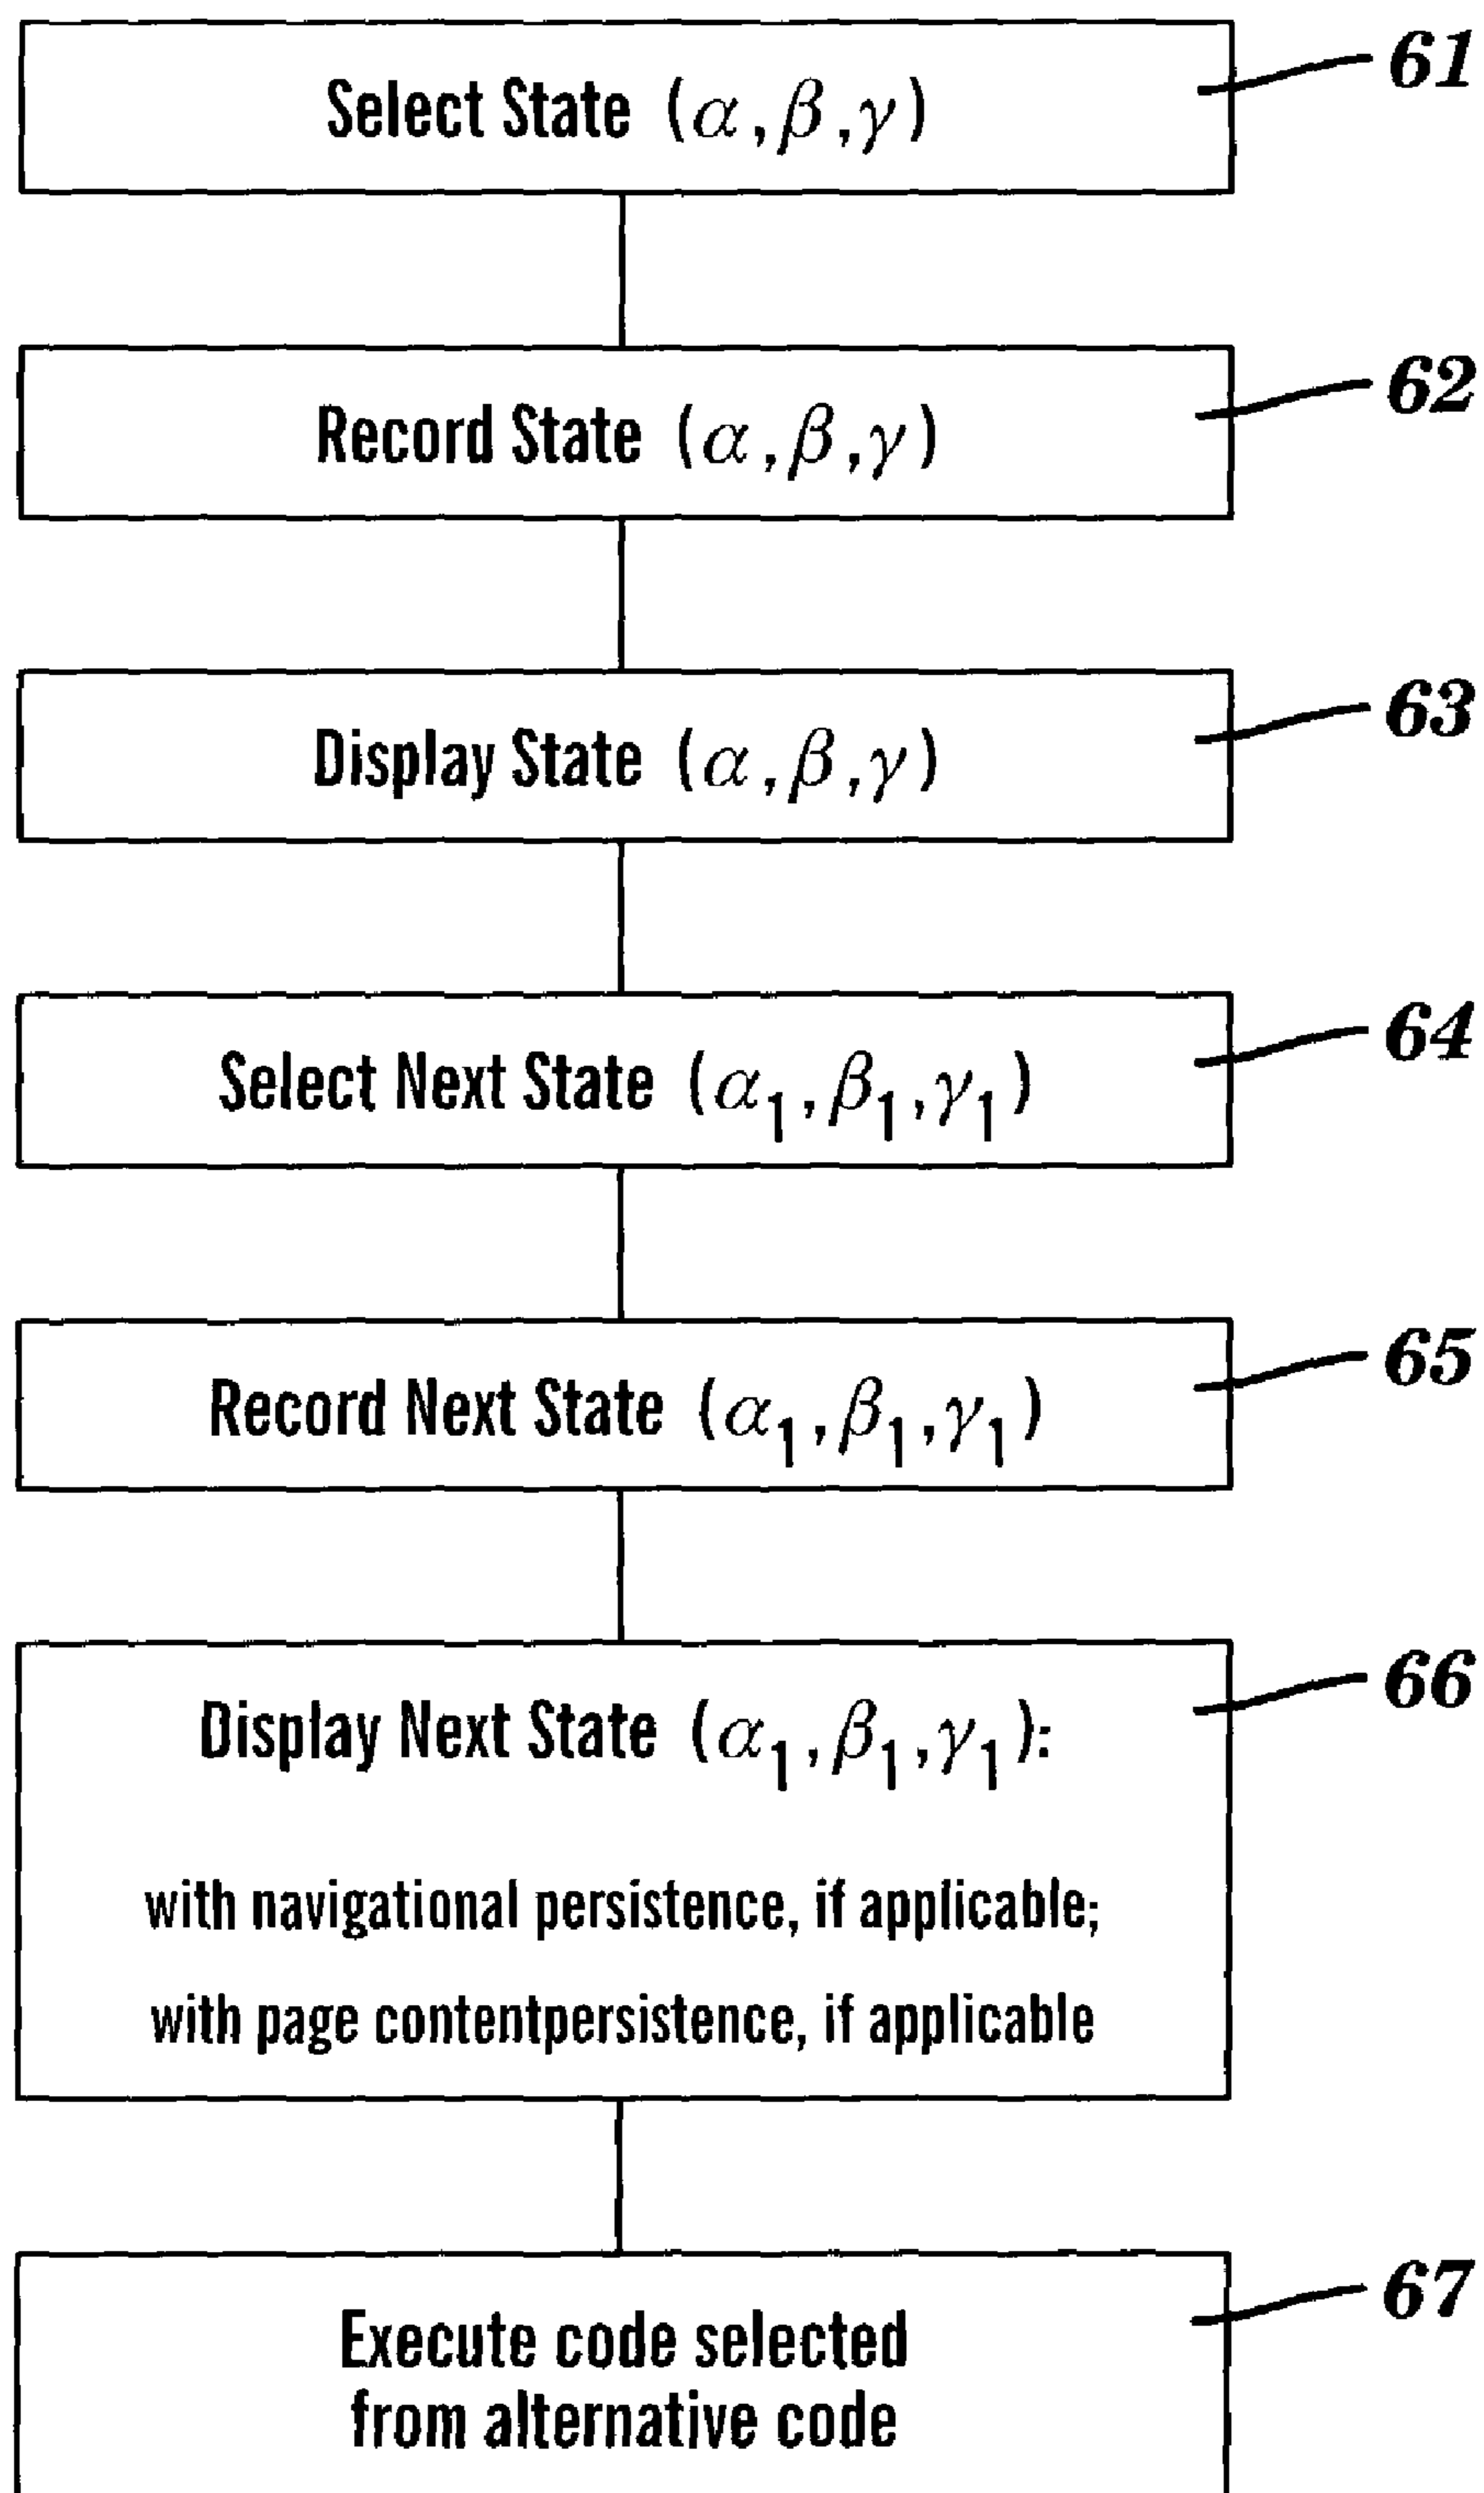 Select State (α,β,γ) 61
Record State (α,β,γ) 62
Display State (α,β,γ) 63
Select Next State (α₁,β₁,γ₁) 64
Record Next State (α₁,β₁,γ₁) 65
Display Next State (α₁,β₁,γ₁): 66
with navigational persistence, if applicable;
with page contentpersistence, if applicable
Execute code selected 67
from alternative code